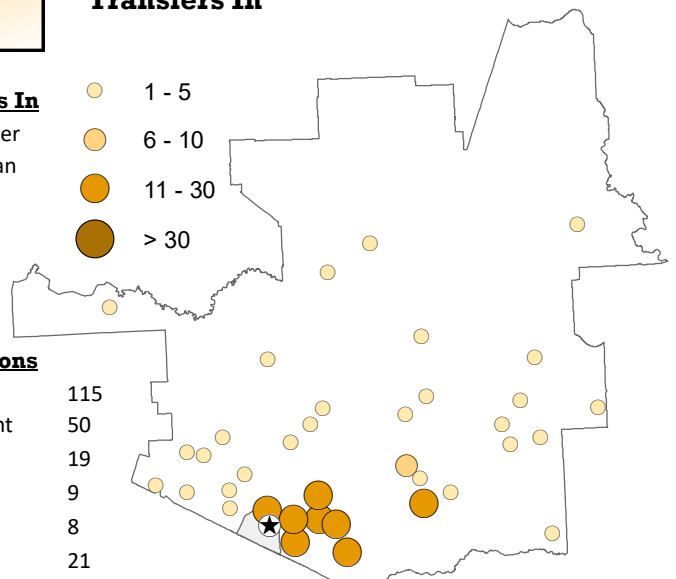 Transfers In
s In
er
an
1 - 5
6 - 10
11 - 30
> 30
ons
115
nt 50
19
9
8
21